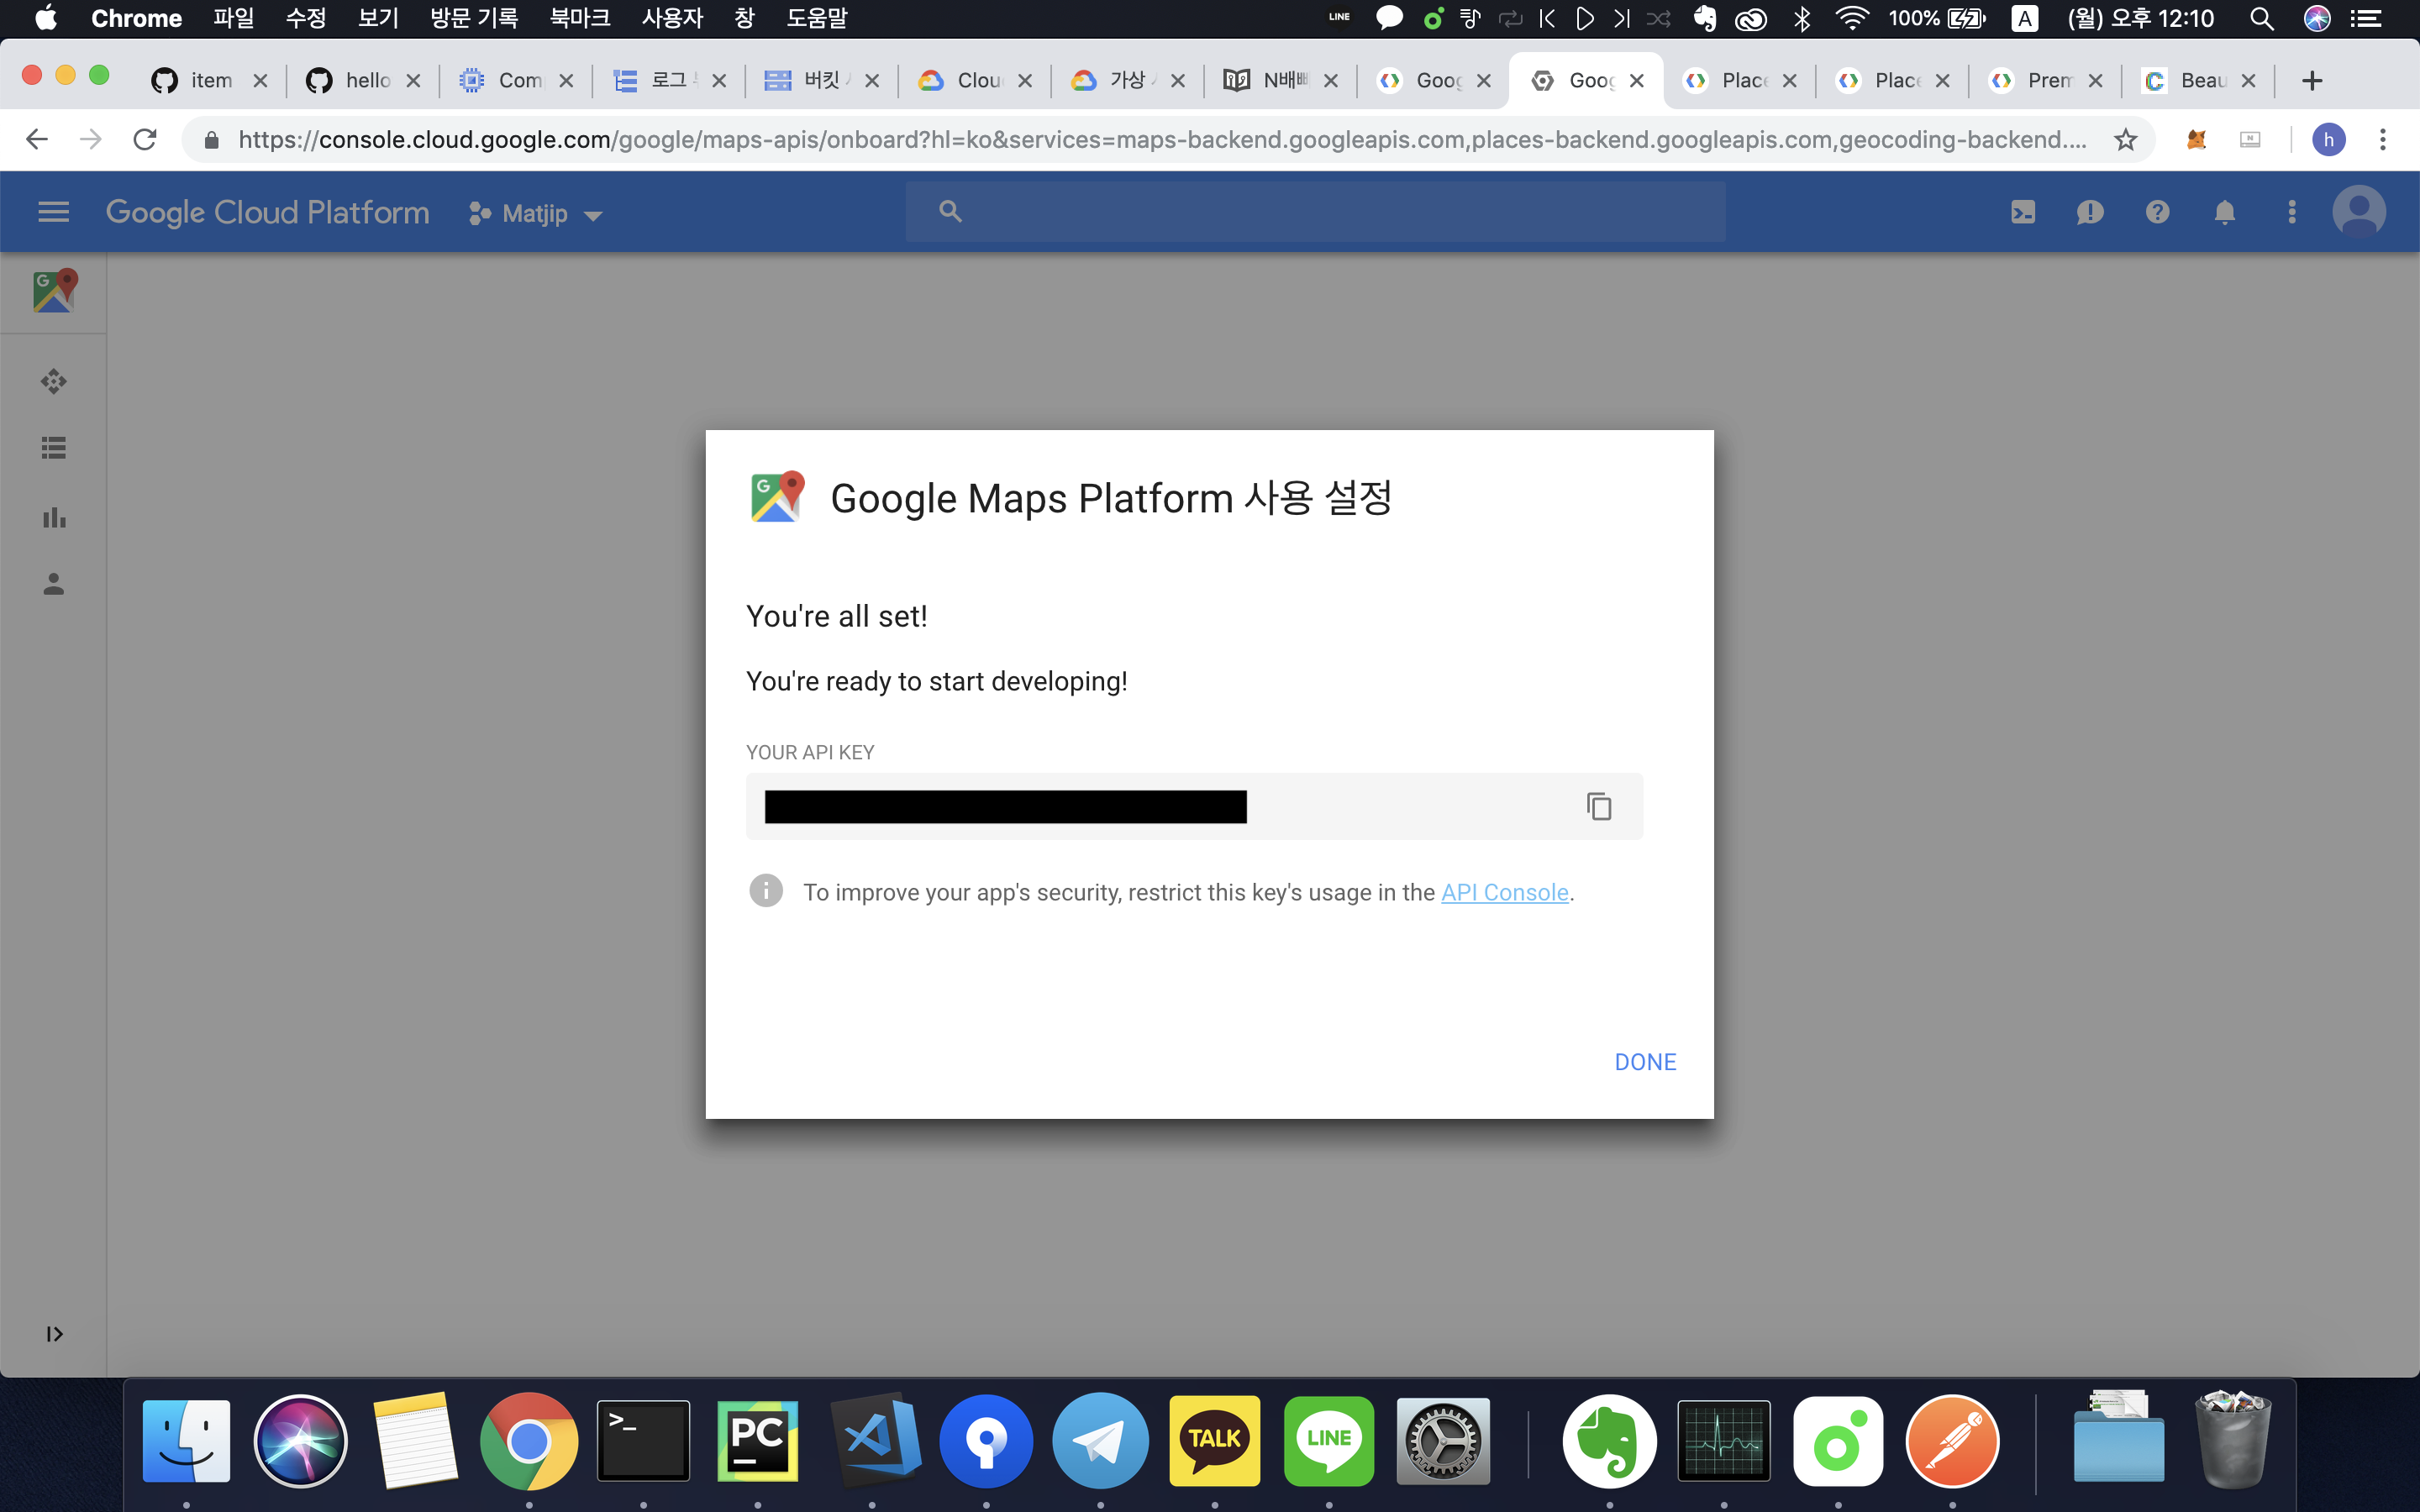 Chrome 파일 수정 보기 방문 기록 북마크 사용자 창 도움말 LINE 100% A (월) 오후 12:10
item hello Com 로그 버킷 Clou 가상 N배 Goog Goog Place Place Prem Beau
https://console.cloud.google.com/google/maps-apis/onboard?hl=ko&services=maps-backend.googleapis.com,places-backend.googleapis.com,geocoding-backend.... h
Google Cloud Platform Matjip
Google Maps Platform 사용 설정
You're all set!
You're ready to start developing!
YOUR API KEY
To improve your app's security, restrict this key's usage in the API Console.
DONE
>_ PC TALK LINE